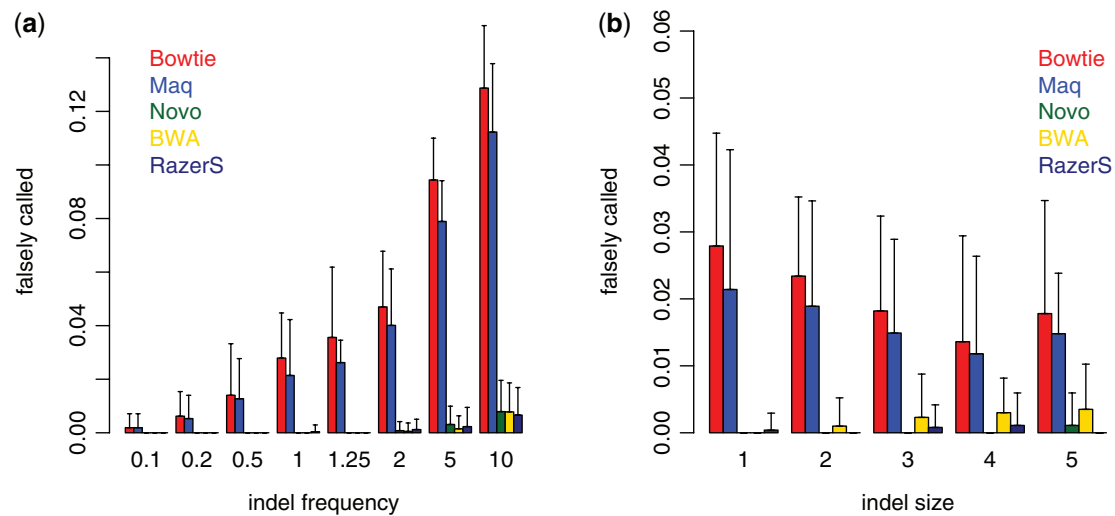 (a)
Bowtie
Maq
Novo
BWA
RazerS
falsely called
0.12
0.08
0.04
0.00
0.1 0.2 0.5 1 1.25 2 5 10
indel frequency
(b)
Bowtie
Maq
Novo
BWA
RazerS
falsely called
0.06
0.05
0.04
0.03
0.02
0.01
0.00
1 2 3 4 5
indel size